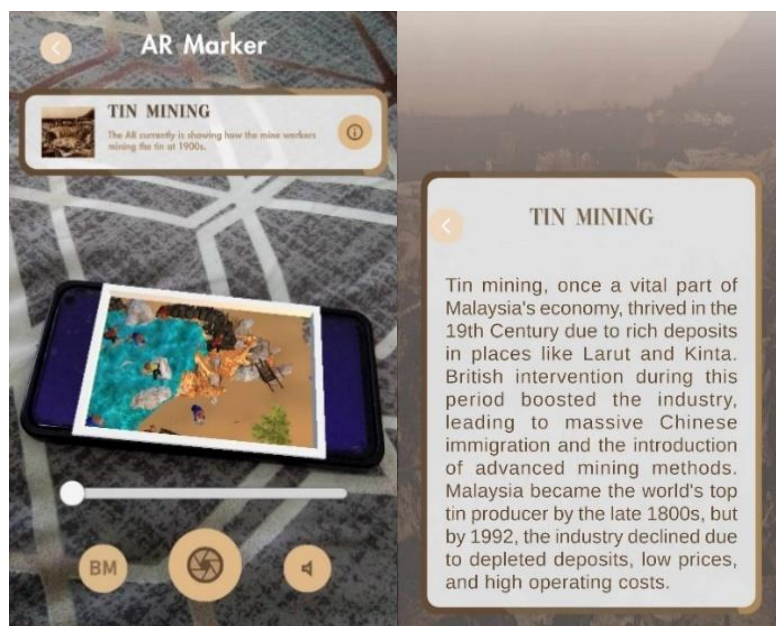 AR Marker
TIN MINING
The AR currently is showing how the mine workers
mining the tin at 1900s.
BM
TIN MINING
Tin mining, once a vital part of
Malaysia's economy, thrived in the
19th Century due to rich deposits
in places like Larut and Kinta.
British intervention during this
period boosted the industry,
leading to massive Chinese
immigration and the introduction
of advanced mining methods.
Malaysia became the world's top
tin producer by the late 1800s, but
by 1992, the industry declined due
to depleted deposits, low prices,
and high operating costs.